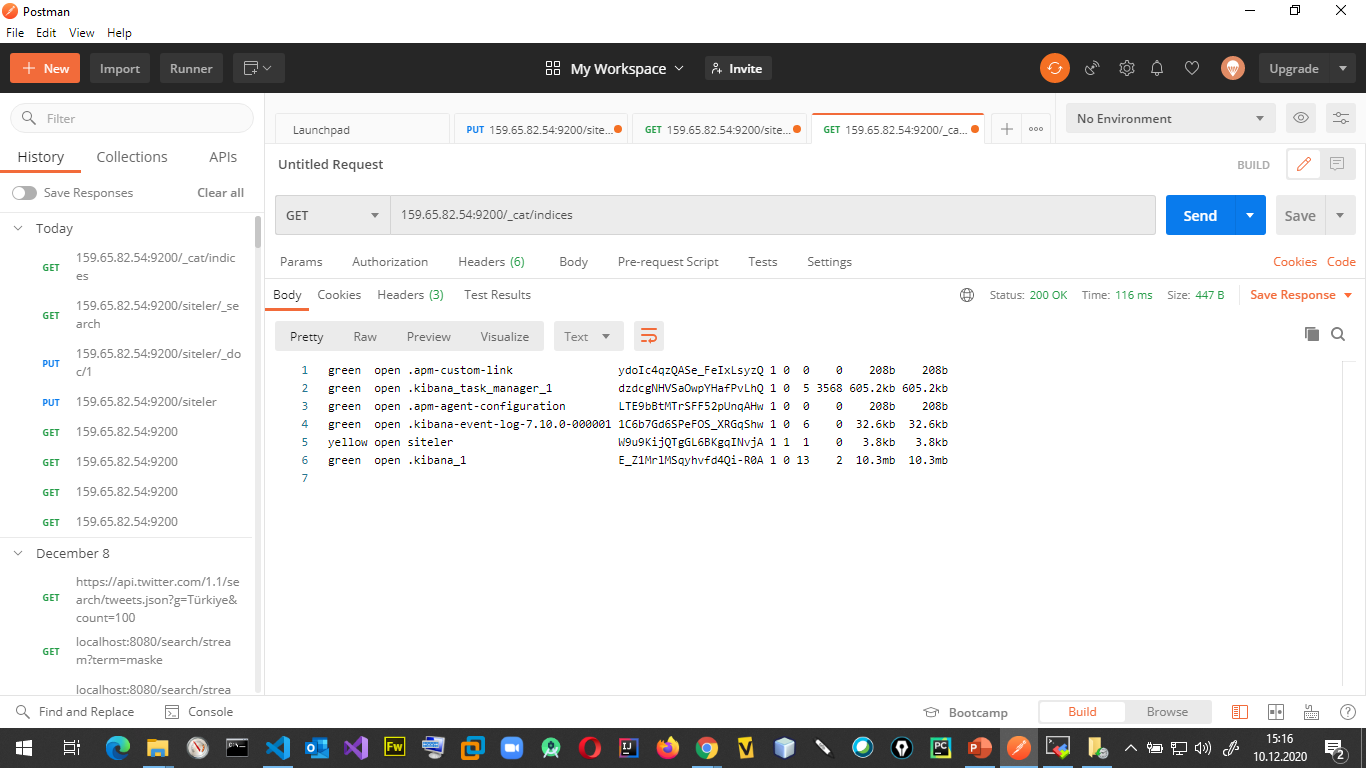 Postman
File Edit View Help
New Import Runner My Workspace Invite Upgrade
Filter
History Collections APIs
Save Responses Clear all
Today
GET 159.65.82.54:9200/_cat/indic
es
GET 159.65.82.54:9200/siteler/_se
arch
PUT 159.65.82.54:9200/siteler/_do
c/1
PUT 159.65.82.54:9200/siteler
GET 159.65.82.54:9200
GET 159.65.82.54:9200
GET 159.65.82.54:9200
GET 159.65.82.54:9200
December 8
GET https://api.twitter.com/1.1/se
arch/tweets.json?g=Türkiye&
count=100
GET localhost:8080/search/strea
m?term=maske
localhost:8080/search/strea
Launchpad PUT 159.65.82.54:9200/site... GET 159.65.82.54:9200/site... GET 159.65.82.54:9200/_ca... No Environment
Untitled Request BUILD
GET 159.65.82.54:9200/_cat/indices Send Save
Params Authorization Headers (6) Body Pre-request Script Tests Settings Cookies Code
Body Cookies Headers (3) Test Results Status: 200 OK Time: 116 ms Size: 447 B Save Response
Pretty Raw Preview Visualize Text
1 green open .apm-custom-link ydoIc4qzQASe_FeIxLsyzQ 1 0 0 0 208b 208b
2 green open .kibana_task_manager_1 dzdcgNHVSaOwpYHafPvLhQ 1 0 5 3568 605.2kb 605.2kb
3 green open .apm-agent-configuration LTE9bBtMTrSFF52pUnqAHw 1 0 0 0 208b 208b
4 green open .kibana-event-log-7.10.0-000001 1C6b7Gd6SPeFOS_XRGqShw 1 0 6 0 32.6kb 32.6kb
5 yellow open siteler W9u9KijQTgGL6BKgqINvjA 1 1 1 0 3.8kb 3.8kb
6 green open .kibana_1 E_Z1MrlMSqyhvfd4Qi-R0A 1 0 13 2 10.3mb 10.3mb
7
Find and Replace Console Bootcamp Build Browse
15:16
10.12.2020
2